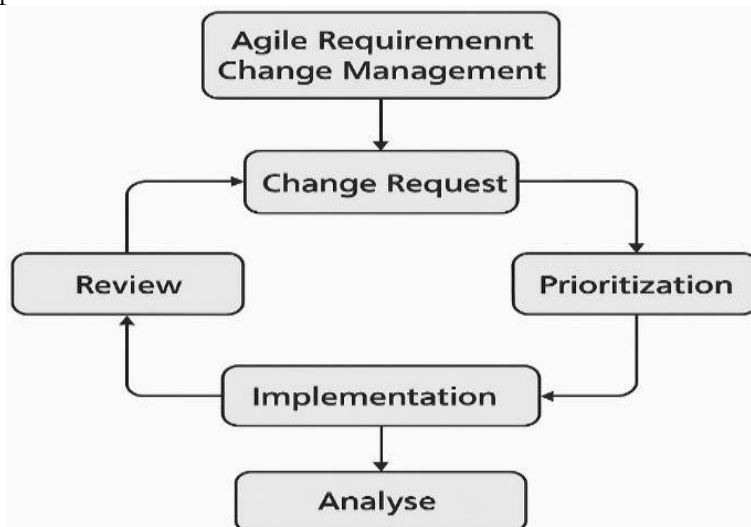 Agile Requiremennt
Change Management
Change Request
Review
Prioritization
Implementation
Analyse